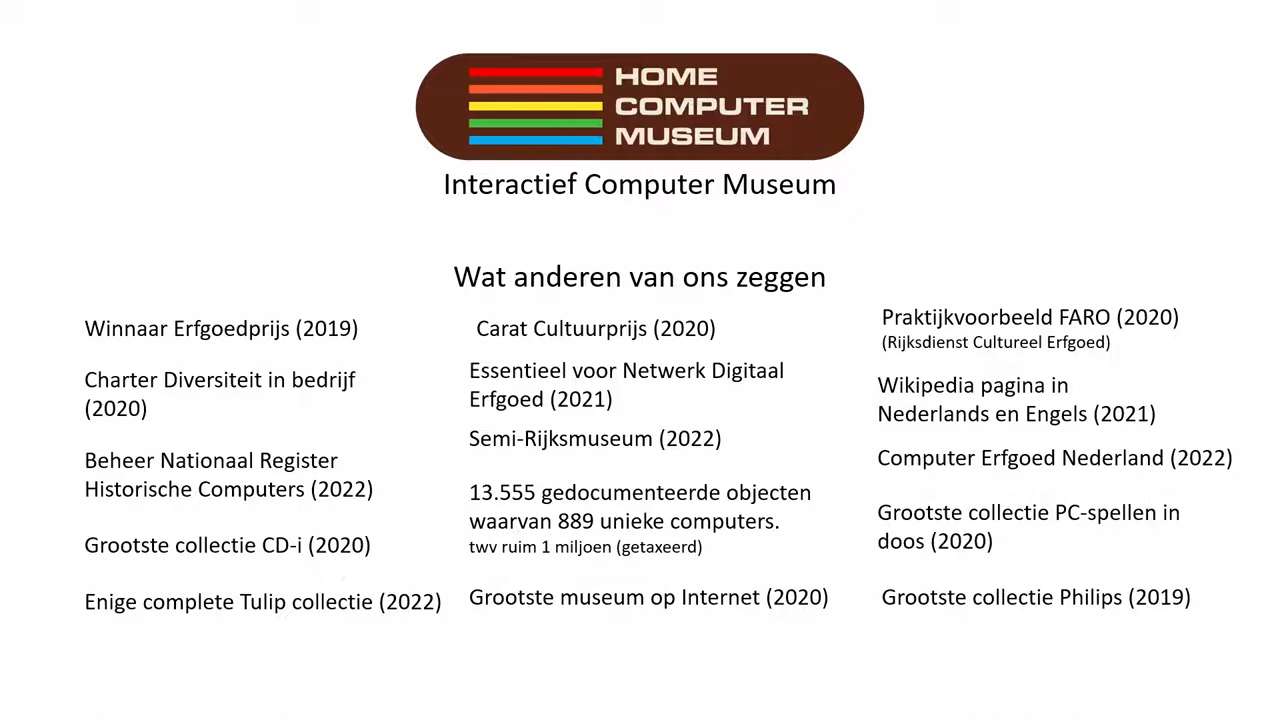 HOME
COMPUTER
MUSEUM
Interactief Computer Museum
Wat anderen van ons zeggen
Winnaar Erfgoedprijs (2019)
Charter Diversiteit in bedrijf
(2020)
Beheer Nationaal Register
Historische Computers (2022)
Grootste collectie CD-i (2020)
Enige complete Tulip collectie (2022)
Carat Cultuurprijs (2020)
Essentieel voor Netwerk Digitaal
Erfgoed (2021)
Semi-Rijksmuseum (2022)
13.555 gedocumenteerde objecten
waarvan 889 unieke computers.
twv ruim 1 miljoen (getaxeerd)
Grootste museum op Internet (2020)
Praktijkvoorbeeld FARO (2020)
(Rijksdienst Cultureel Erfgoed)
Wikipedia pagina in
Nederlands en Engels (2021)
Computer Erfgoed Nederland (2022)
Grootste collectie PC-spellen in
doos (2020)
Grootste collectie Philips (2019)